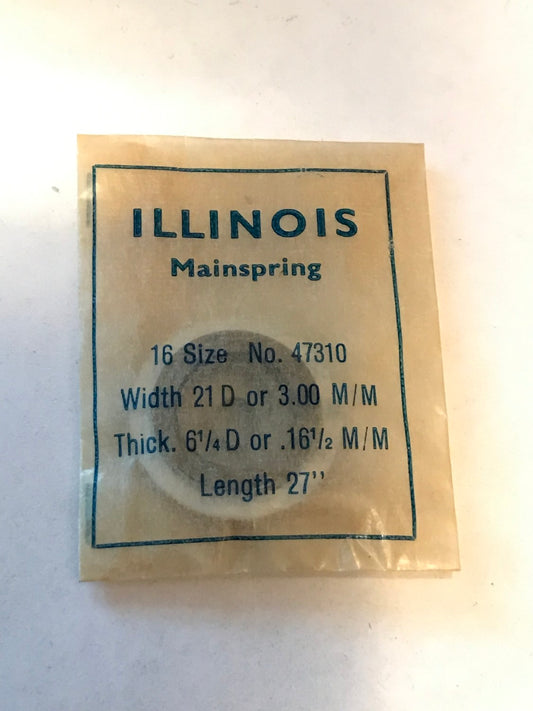 ILLINOIS
Mainspring
16 Size No. 47310
Width 21 D or 3.00 M/M
Thick. 6¹/₄ D or .16¹/₂ M/M
Length 27''